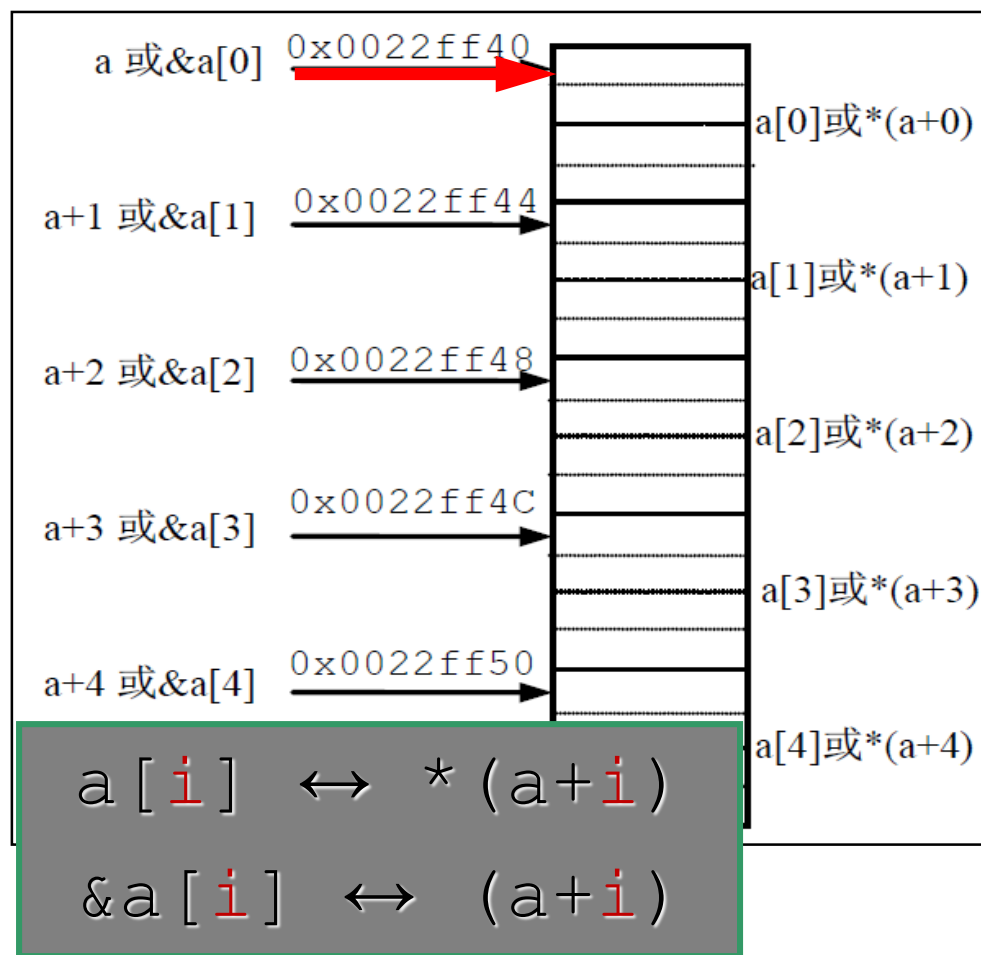 a 或&a[0] 0x0022ff40
a[0]或*(a+0)
a+1 或&a[1] 0x0022ff44
a[1]或*(a+1)
a+2 或&a[2] 0x0022ff48
a[2]或*(a+2)
a+3 或&a[3] 0x0022ff4C
a[3]或*(a+3)
a+4 或&a[4] 0x0022ff50
a[4]或*(a+4)
a[i] ↔ *(a+i)
&a[i] ↔ (a+i)